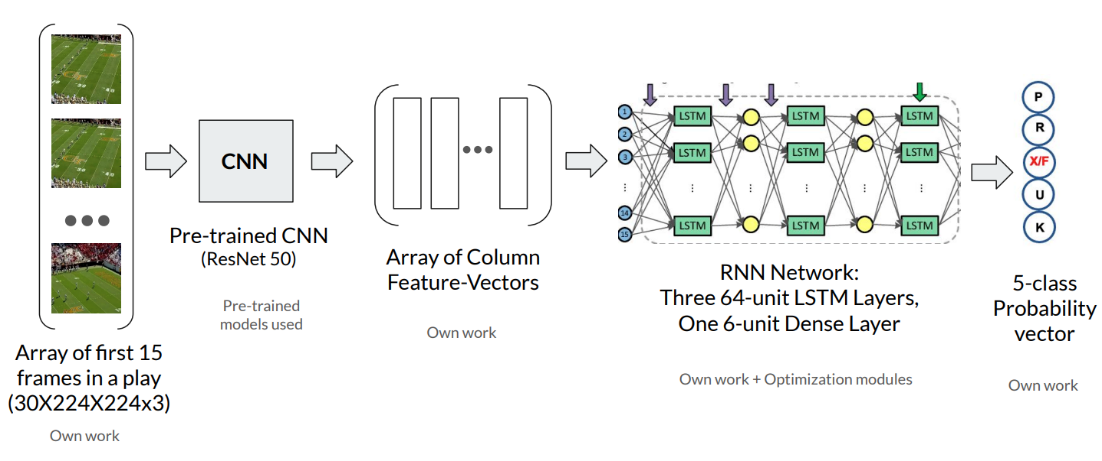 Array of first 15
frames in a play
(30X224X224x3)
Own work
CNN
Pre-trained CNN
(ResNet 50)
Pre-trained
models used
Array of Column
Feature-Vectors
Own work
1
2
3
14
15
LSTM
LSTM
LSTM
LSTM
LSTM
LSTM
LSTM
LSTM
LSTM
RNN Network:
Three 64-unit LSTM Layers,
One 6-unit Dense Layer
Own work + Optimization modules
P
R
X/F
U
K
5-class
Probability
vector
Own work